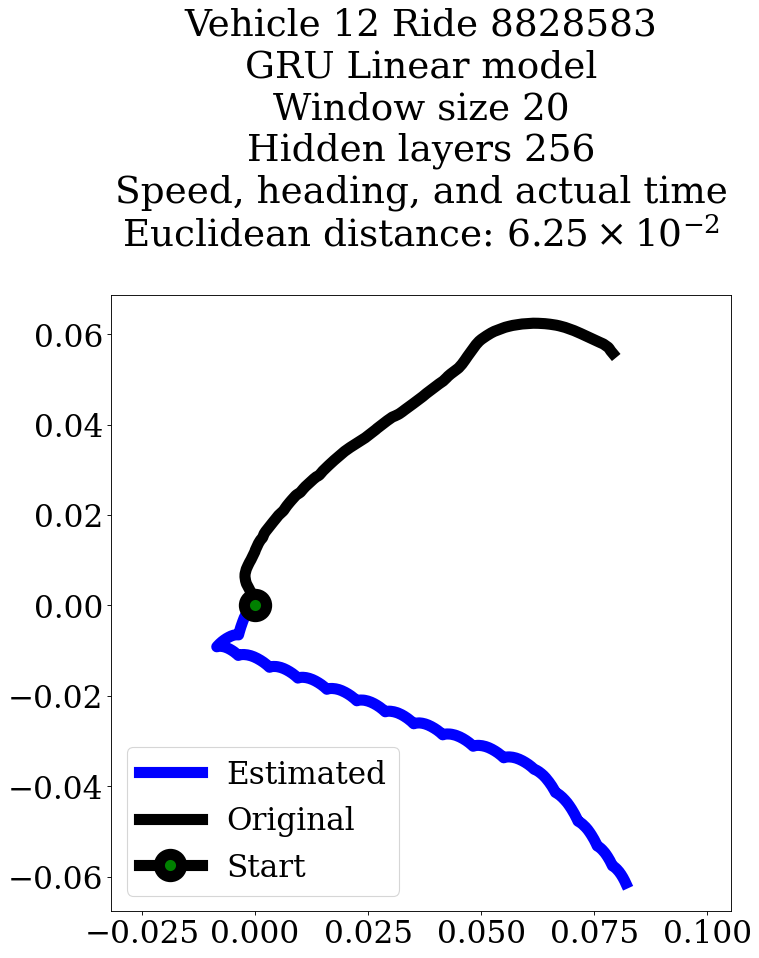 Vehicle 12 Ride 8828583
GRU Linear model
Window size 20
Hidden layers 256
Speed, heading, and actual time
Euclidean distance: 6.25 × 10⁻²
0.06
0.04
0.02
0.00
−0.02
−0.04
−0.06
Estimated
Original
Start
−0.025 0.000 0.025 0.050 0.075 0.100